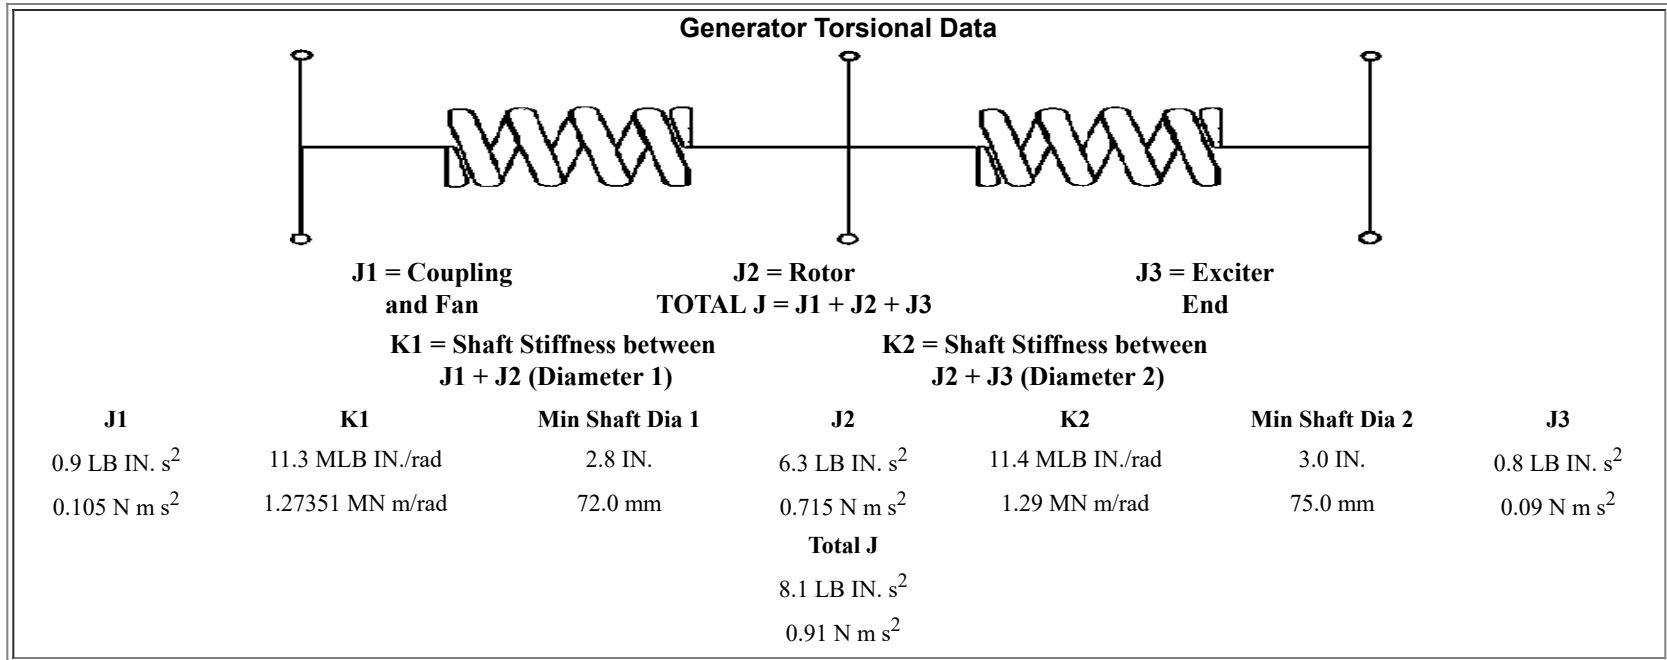 Generator Torsional Data
J1 = Coupling and Fan
J2 = Rotor
TOTAL J = J1 + J2 + J3
J3 = Exciter End
K1 = Shaft Stiffness between
J1 + J2 (Diameter 1)
K2 = Shaft Stiffness between
J2 + J3 (Diameter 2)
J1 K1 Min Shaft Dia 1 J2 K2 Min Shaft Dia 2 J3
0.9 LB IN. s² 11.3 MLB IN./rad 2.8 IN. 6.3 LB IN. s² 11.4 MLB IN./rad 3.0 IN. 0.8 LB IN. s²
0.105 N m s² 1.27351 MN m/rad 72.0 mm 0.715 N m s² 1.29 MN m/rad 75.0 mm 0.09 N m s²
Total J
8.1 LB IN. s²
0.91 N m s²